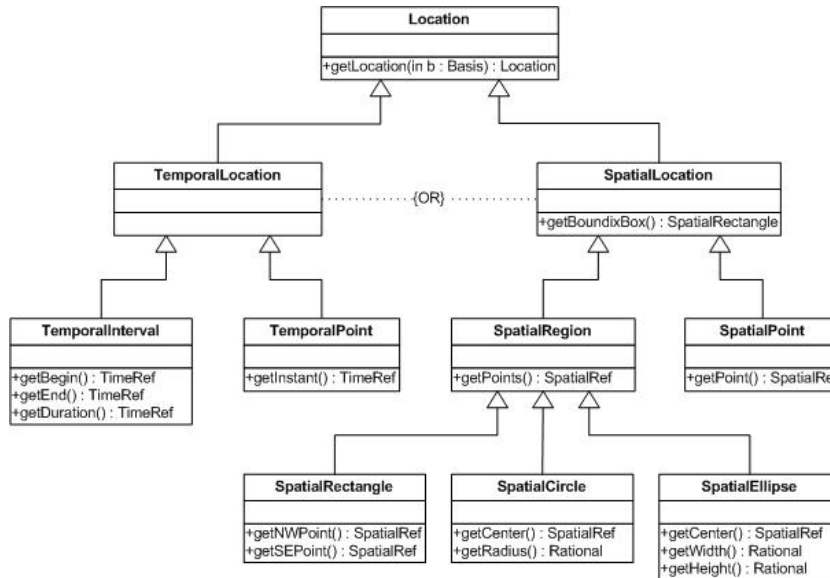 Location
+getLocation(in b : Basis) : Location
TemporalLocation
SpatialLocation
{OR}
+getBoundixBox() : SpatialRectangle
TemporalInterval
TemporalPoint
SpatialRegion
SpatialPoint
+getBegin() : TimeRef
+getEnd() : TimeRef
+getDuration() : TimeRef
+getInstant() : TimeRef
+getPoints() : SpatialRef
+getPoint() : SpatialRe
SpatialRectangle
SpatialCircle
SpatialEllipse
+getNWPoint() : SpatialRef
+getSEPoint() : SpatialRef
+getCenter() : SpatialRef
+getRadius() : Rational
+getCenter() : SpatialRef
+getWidth() : Rational
+getHeight() : Rational